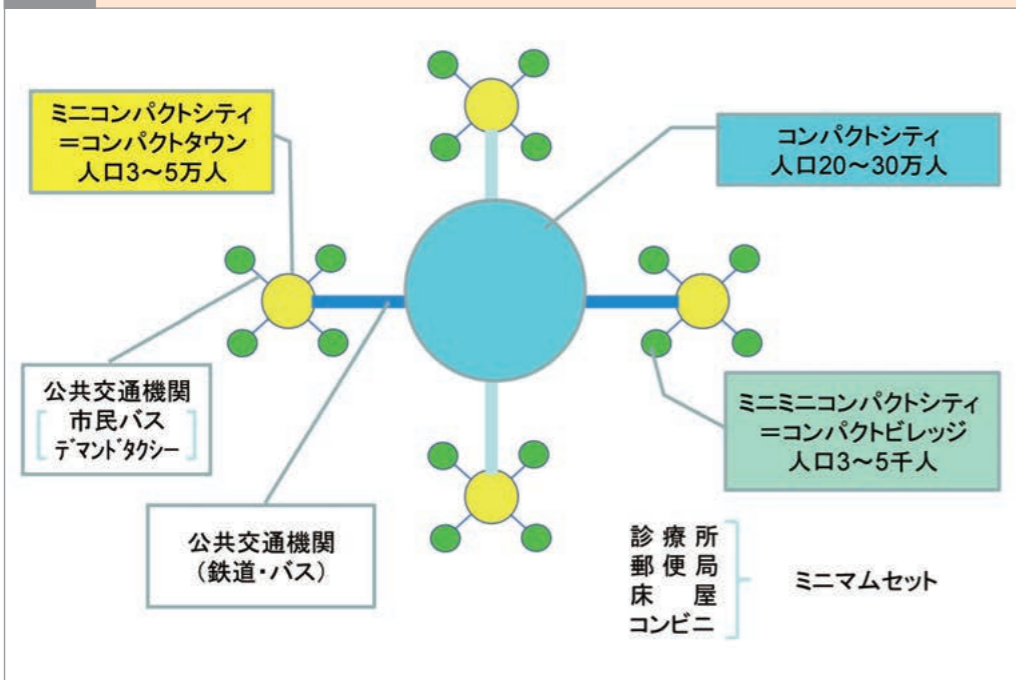 ミニコンパクトシティ
＝コンパクトタウン
人口3～5万人
コンパクトシティ
人口20～30万人
公共交通機関
市民バス
デマンドタクシー
ミニミニコンパクトシティ
＝コンパクトビレッジ
人口3～5千人
公共交通機関
(鉄道・バス)
診療所
郵便局
床屋
コンビニ
ミニマムセット